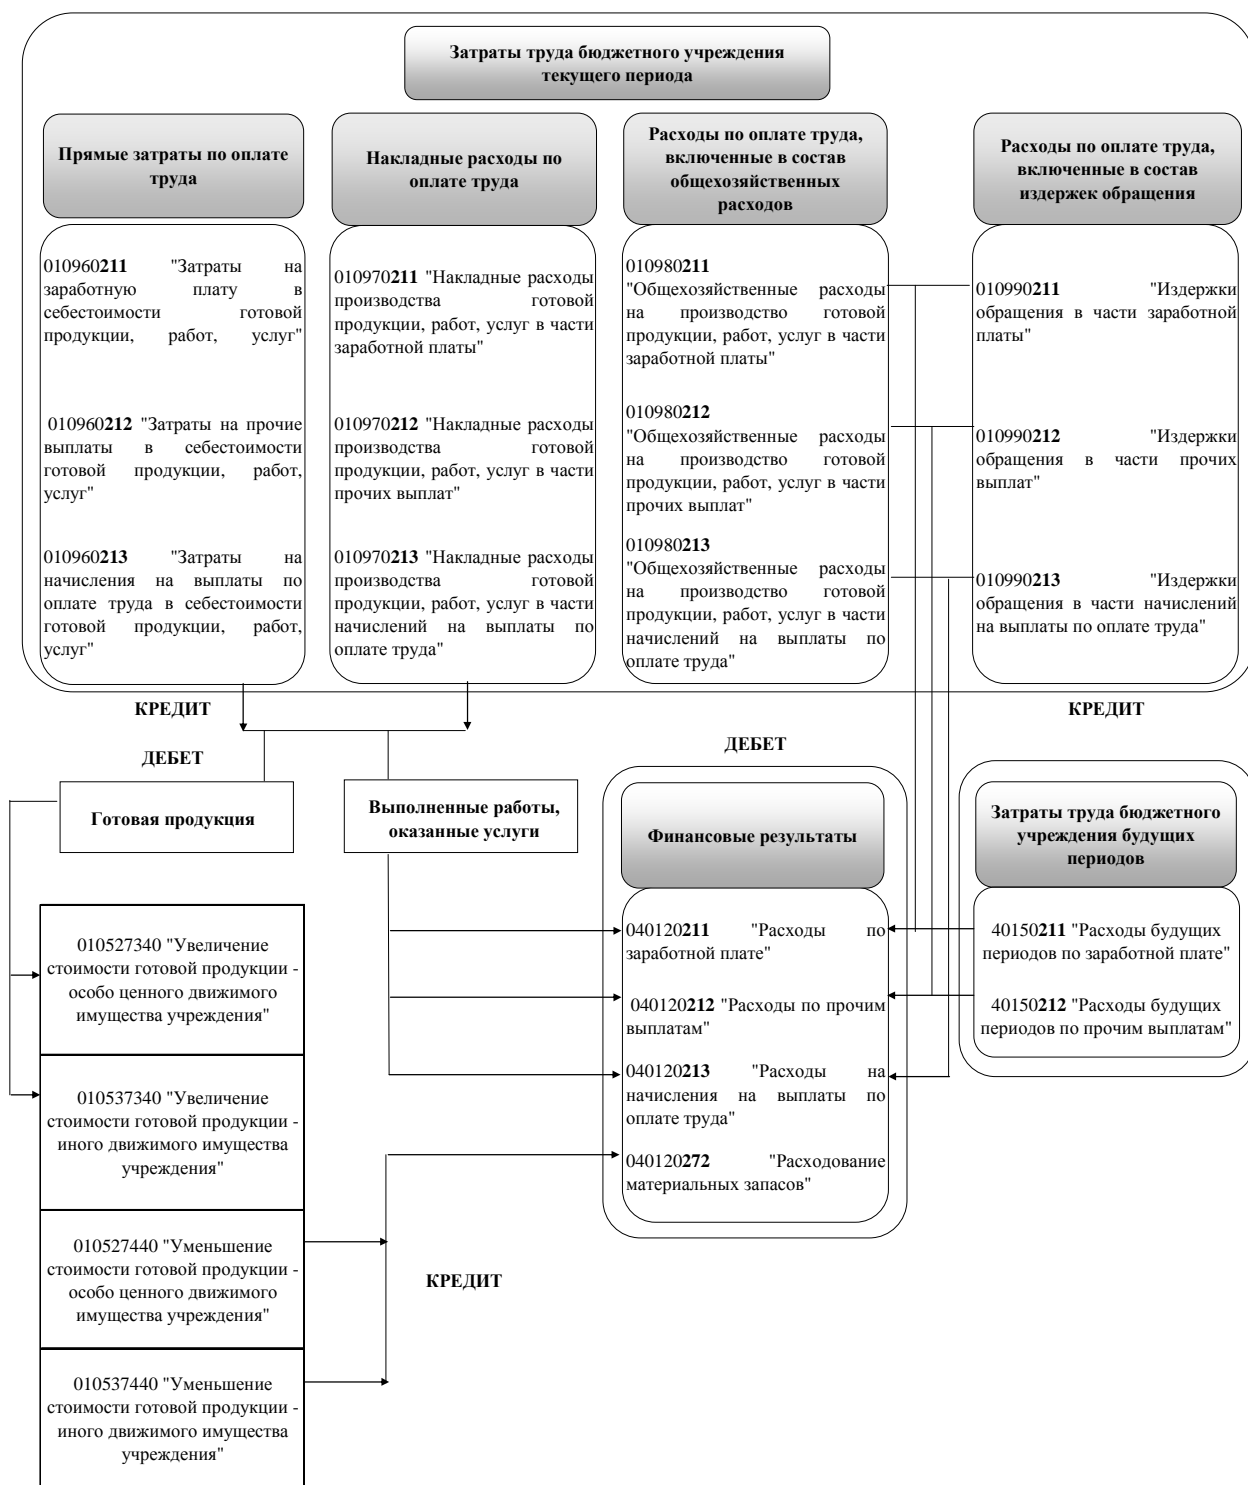 Затраты труда бюджетного учреждения
текущего периода
Прямые затраты по оплате
труда
Накладные расходы по
оплате труда
Расходы по оплате труда,
включенные в состав
общехозяйственных
расходов
Расходы по оплате труда,
включенные в состав
издержек обращения
010960211 "Затраты на
заработную плату в
себестоимости готовой
продукции, работ, услуг"
010960212 "Затраты на прочие
выплаты в себестоимости
готовой продукции, работ,
услуг"
010960213 "Затраты на
начисления на выплаты по
оплате труда в себестоимости
готовой продукции, работ,
услуг"
010970211 "Накладные расходы
производства готовой
продукции, работ, услуг в части
заработной платы"
010970212 "Накладные расходы
производства готовой
продукции, работ, услуг в части
прочих выплат"
010970213 "Накладные расходы
производства готовой
продукции, работ, услуг в части
начислений на выплаты по
оплате труда"
010980211
"Общехозяйственные расходы
на производство готовой
продукции, работ, услуг в части
заработной платы"
010980212
"Общехозяйственные расходы
на производство готовой
продукции, работ, услуг в части
прочих выплат"
010980213
"Общехозяйственные расходы
на производство готовой
продукции, работ, услуг в части
начислений на выплаты по
оплате труда"
010990211 "Издержки
обращения в части заработной
платы"
010990212 "Издержки
обращения в части прочих
выплат"
010990213 "Издержки
обращения в части начислений
на выплаты по оплате труда"
КРЕДИТ
КРЕДИТ
ДЕБЕТ
ДЕБЕТ
Готовая продукция
Выполненные работы,
оказанные услуги
Финансовые результаты
Затраты труда бюджетного
учреждения будущих
периодов
010527340 "Увеличение
стоимости готовой продукции -
особо ценного движимого
имущества учреждения"
010537340 "Увеличение
стоимости готовой продукции -
иного движимого имущества
учреждения"
010527440 "Уменьшение
стоимости готовой продукции -
особо ценного движимого
имущества учреждения"
010537440 "Уменьшение
стоимости готовой продукции -
иного движимого имущества
учреждения"
040120211 "Расходы по
заработной плате"
040120212 "Расходы по прочим
выплатам"
040120213 "Расходы на
начисления на выплаты по
оплате труда"
040120272 "Расходование
материальных запасов"
40150211 "Расходы будущих
периодов по заработной плате"
40150212 "Расходы будущих
периодов по прочим выплатам"
КРЕДИТ